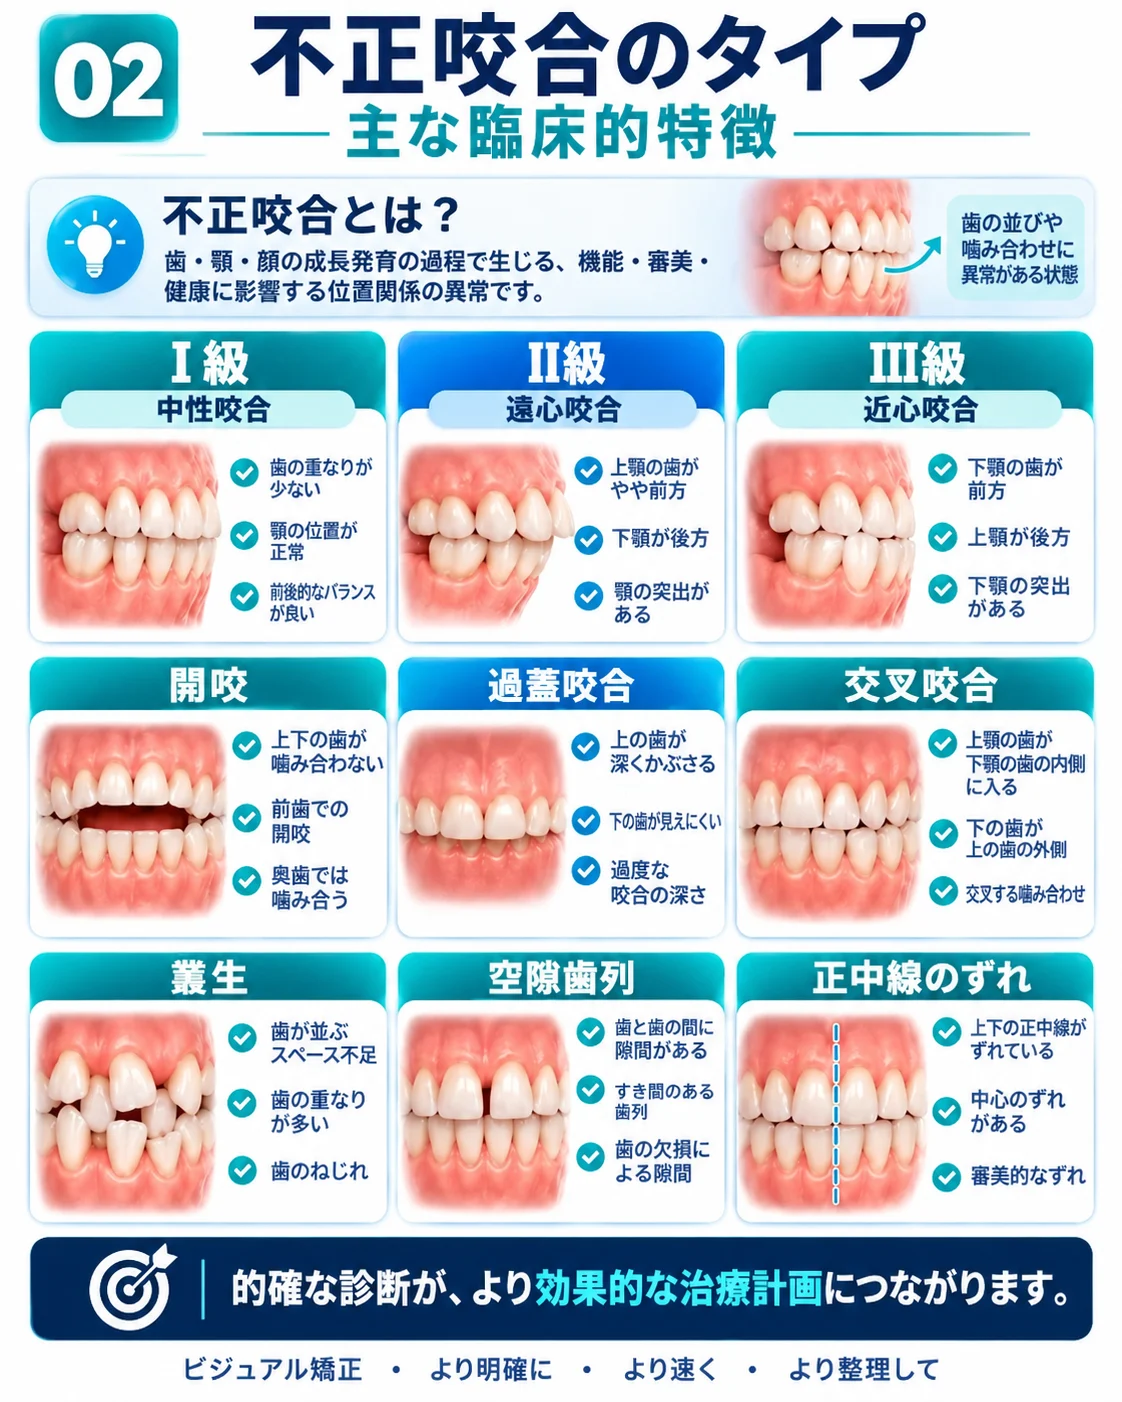 02
不正咬合のタイプ
主な臨床的特徴
不正咬合とは？
歯・顎・顔の成長発育の過程で生じる、機能・審美・
健康に影響する位置関係の異常です。
歯の並びや
噛み合わせに
異常がある状態
I 級
中性咬合
歯の重なりが
少ない
顎の位置が
正常
前後的なバランス
が良い
II級
遠心咬合
上顎の歯が
やや前方
下顎が後方
顎の突出が
ある
III級
近心咬合
下顎の歯が
前方
上顎が後方
下顎の突出
がある
開咬
上下の歯が
噛み合わない
前歯での
開咬
奥歯では
噛み合う
過蓋咬合
上の歯が
深くかぶさる
下の歯が見えにくい
過度な
咬合の深さ
交叉咬合
上顎の歯が
下顎の歯の内側
に入る
下の歯が
上の歯の外側
交叉する噛み合わせ
叢生
歯が並ぶ
スペース不足
歯の重なり
が多い
歯のねじれ
空隙歯列
歯と歯の間に
隙間がある
すき間のある
歯列
歯の欠損に
よる隙間
正中線のずれ
上下の正中線が
ずれている
中心のずれ
がある
審美的なずれ
的確な診断が、より効果的な治療計画につながります。
ビジュアル矯正 • より明確に • より速く • より整理して